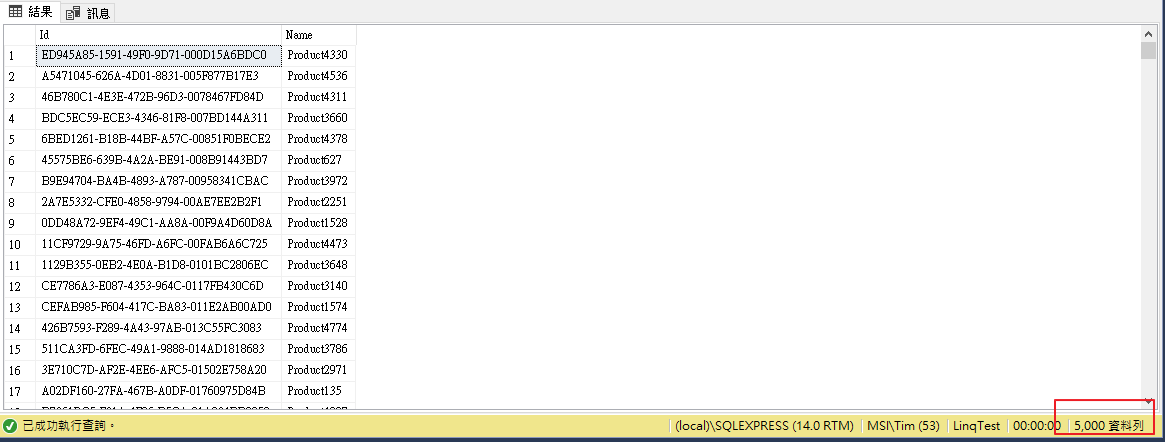 結果 訊息
Id Name
1 ED945A85-1591-49F0-9D71-000D15A6BDC0 Product4330
2 A5471045-626A-4D01-8831-005F877B17E3 Product4536
3 46B780C1-4E3E-472B-96D3-0078467FD84D Product4311
4 BDC5EC59-ECE3-4346-81F8-007BD144A311 Product3660
5 6BED1261-B18B-44BF-A57C-00851F0BECE2 Product4378
6 45575BE6-639B-4A2A-BE91-008B91443BD7 Product627
7 B9E94704-BA4B-4893-A787-00958341CBAC Product3972
8 2A7E5332-CFE0-4858-9794-00AE7EE2B2F1 Product2251
9 0DD48A72-9EF4-49C1-AA8A-00F9A4D60D8A Product1528
10 11CF9729-9A75-46FD-A6FC-00FAB6A6C725 Product4473
11 1129B355-0EB2-4E0A-B1D8-0101BC2806EC Product3648
12 CE7786A3-E087-4353-964C-0117FB430C6D Product3140
13 CEFAB985-F604-417C-BA83-011E2AB00AD0 Product1574
14 426B7593-F289-4A43-97AB-013C55FC3083 Product4774
15 511CA3FD-6FEC-49A1-9888-014AD1818683 Product3786
16 3E710C7D-AF2E-4EE6-AFC5-01502E758A20 Product2971
17 A02DF160-27FA-467B-A0DF-01760975D84B Product135
已成功執行查詢。 (local)\SQLEXPRESS (14.0 RTM) MSI\Tim (53) LinqTest 00:00:00 5,000 資料列